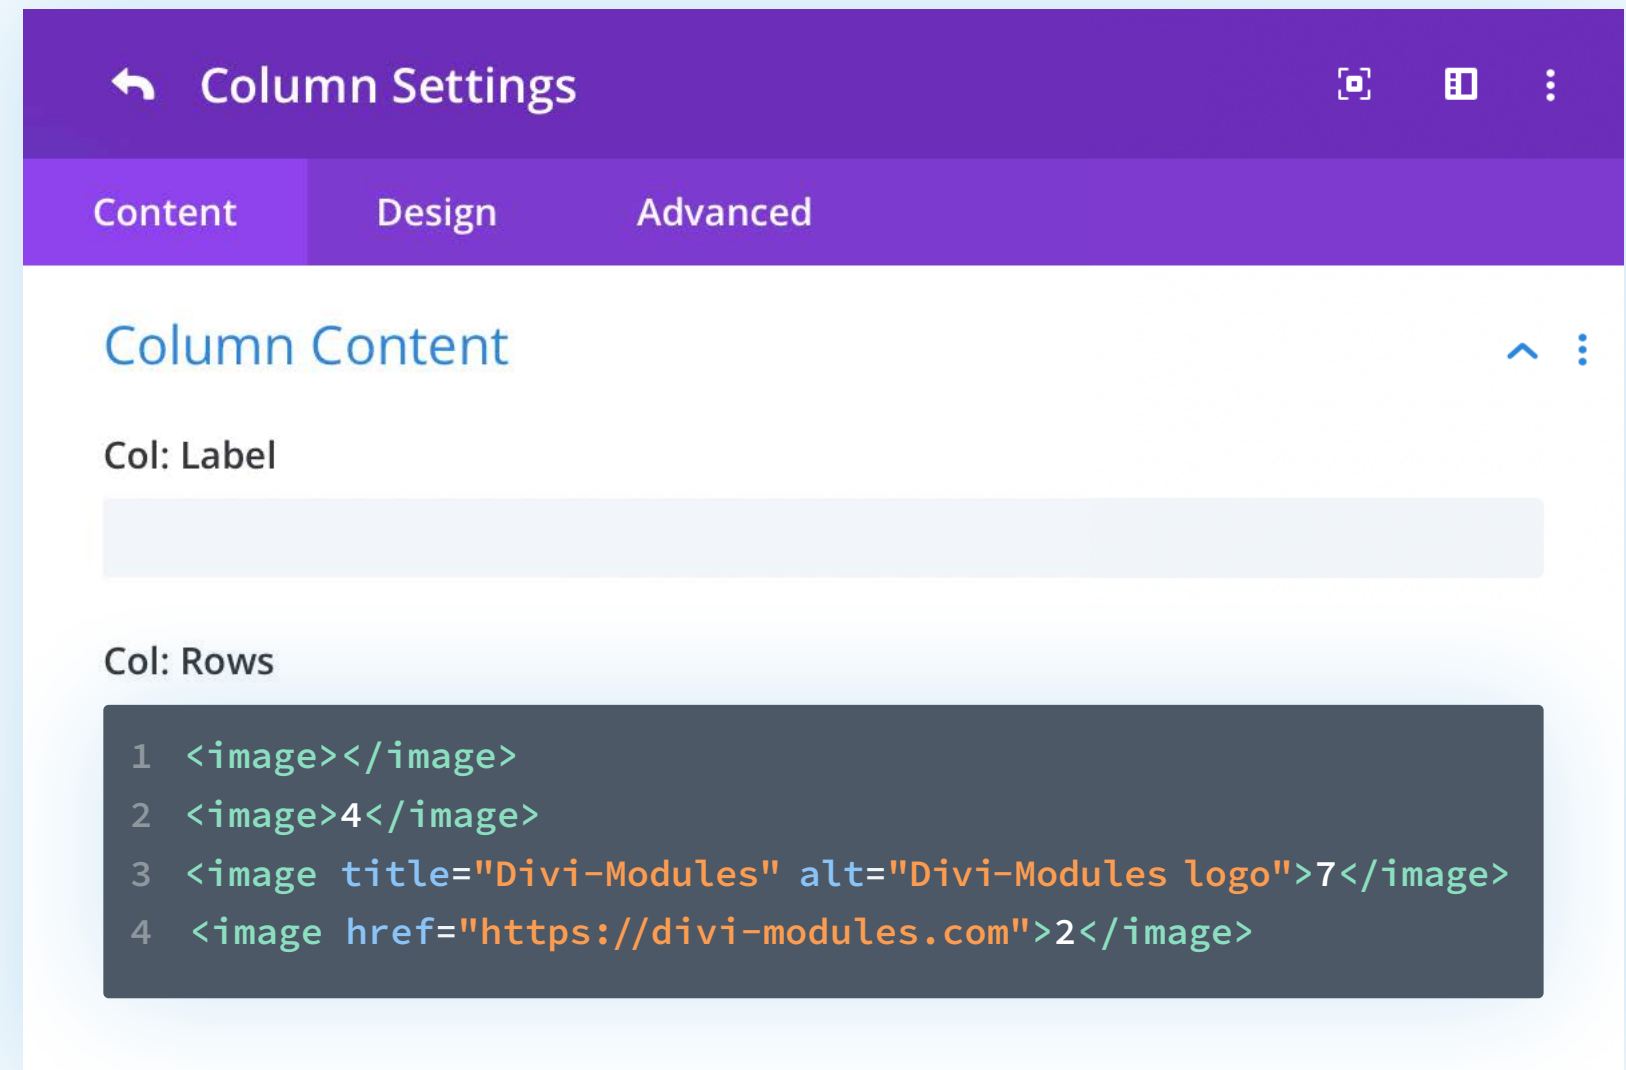 Column Settings
Content Design Advanced
Column Content
Col: Label
Col: Rows
1 <image></image>
2 <image>4</image>
3 <image title="Divi-Modules" alt="Divi-Modules logo">7</image>
4 <image href="https://divi-modules.com">2</image>